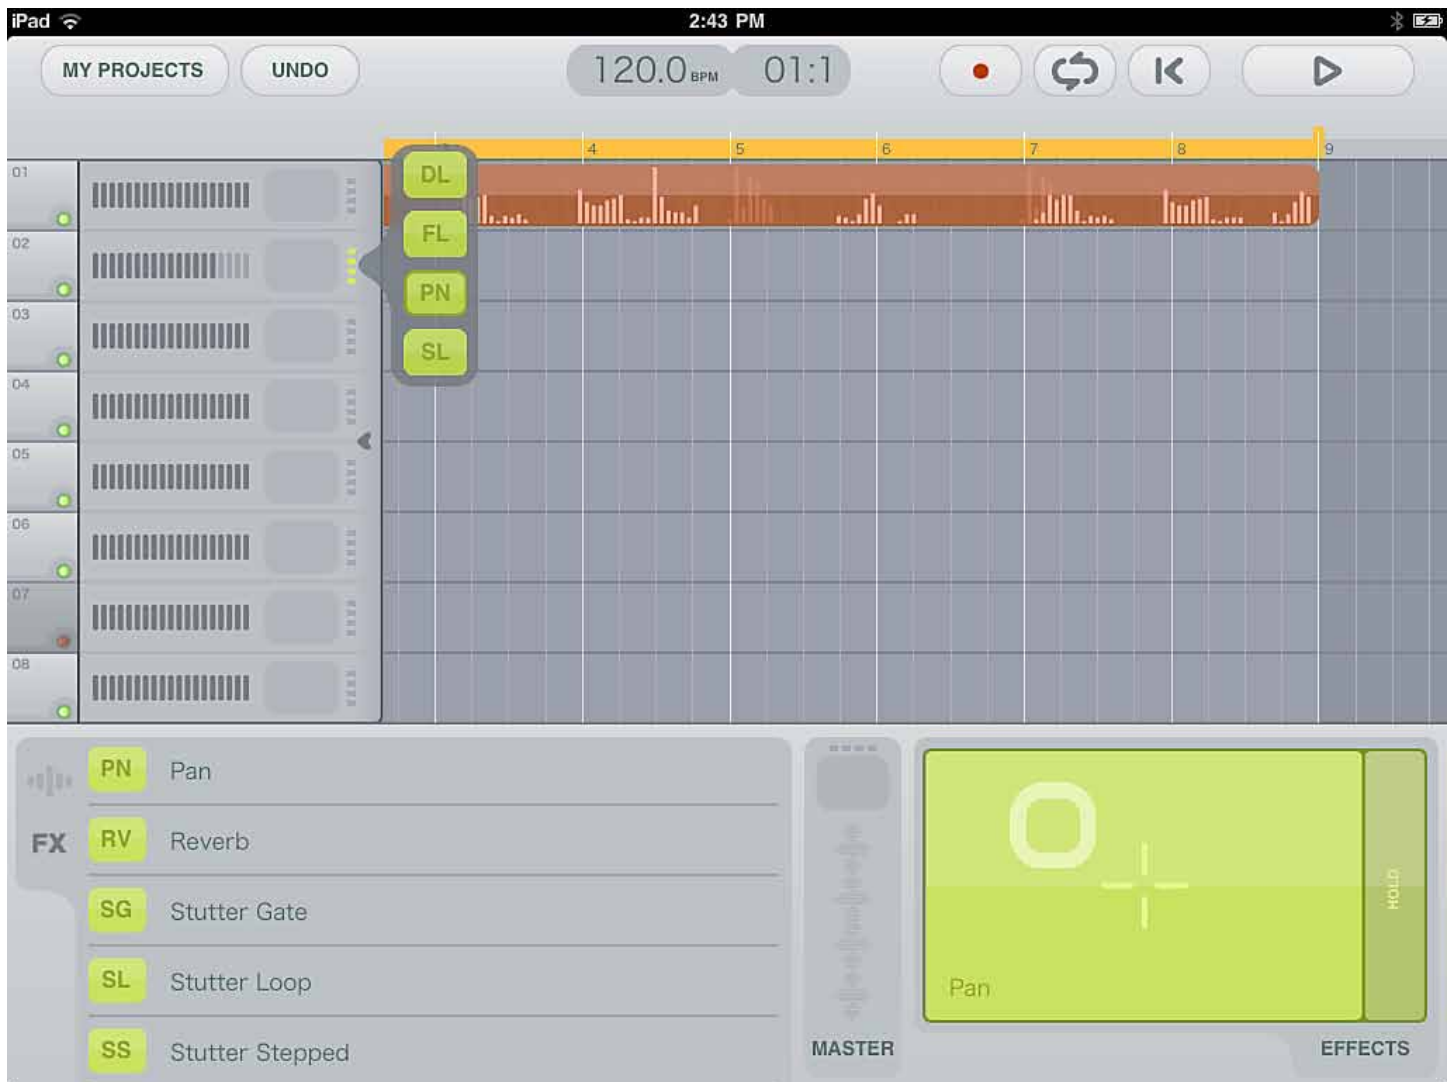 iPad 2:43 PM
MY PROJECTS UNDO 120.0 BPM 01:1
3 4 5 6 7 8 9
01
DL
FL
02
PN
03
SL
04
05
06
07
08
PN Pan
FX
RV Reverb
SG Stutter Gate
SL Stutter Loop
SS Stutter Stepped
MASTER
HOLD
Pan
EFFECTS